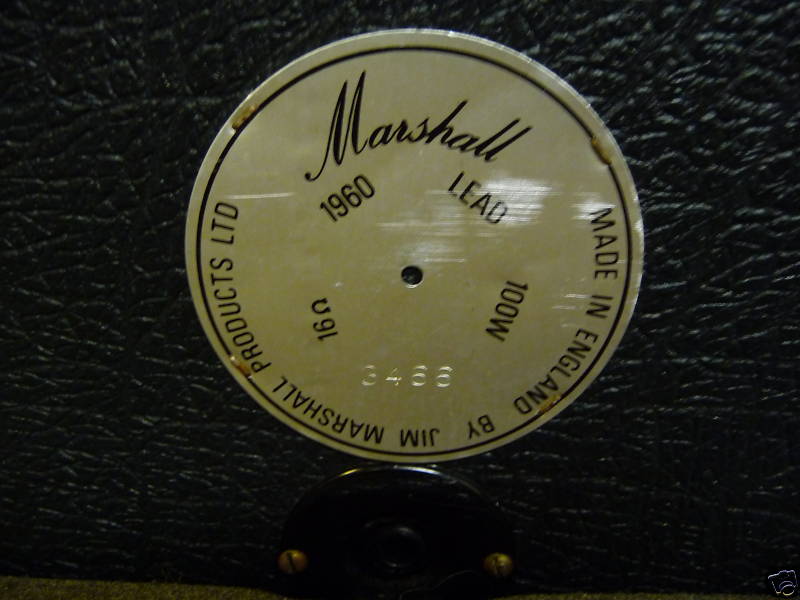 Marshall
1960 LEAD
16Ω 100W
3466
MADE IN ENGLAND BY JIM MARSHALL PRODUCTS LTD